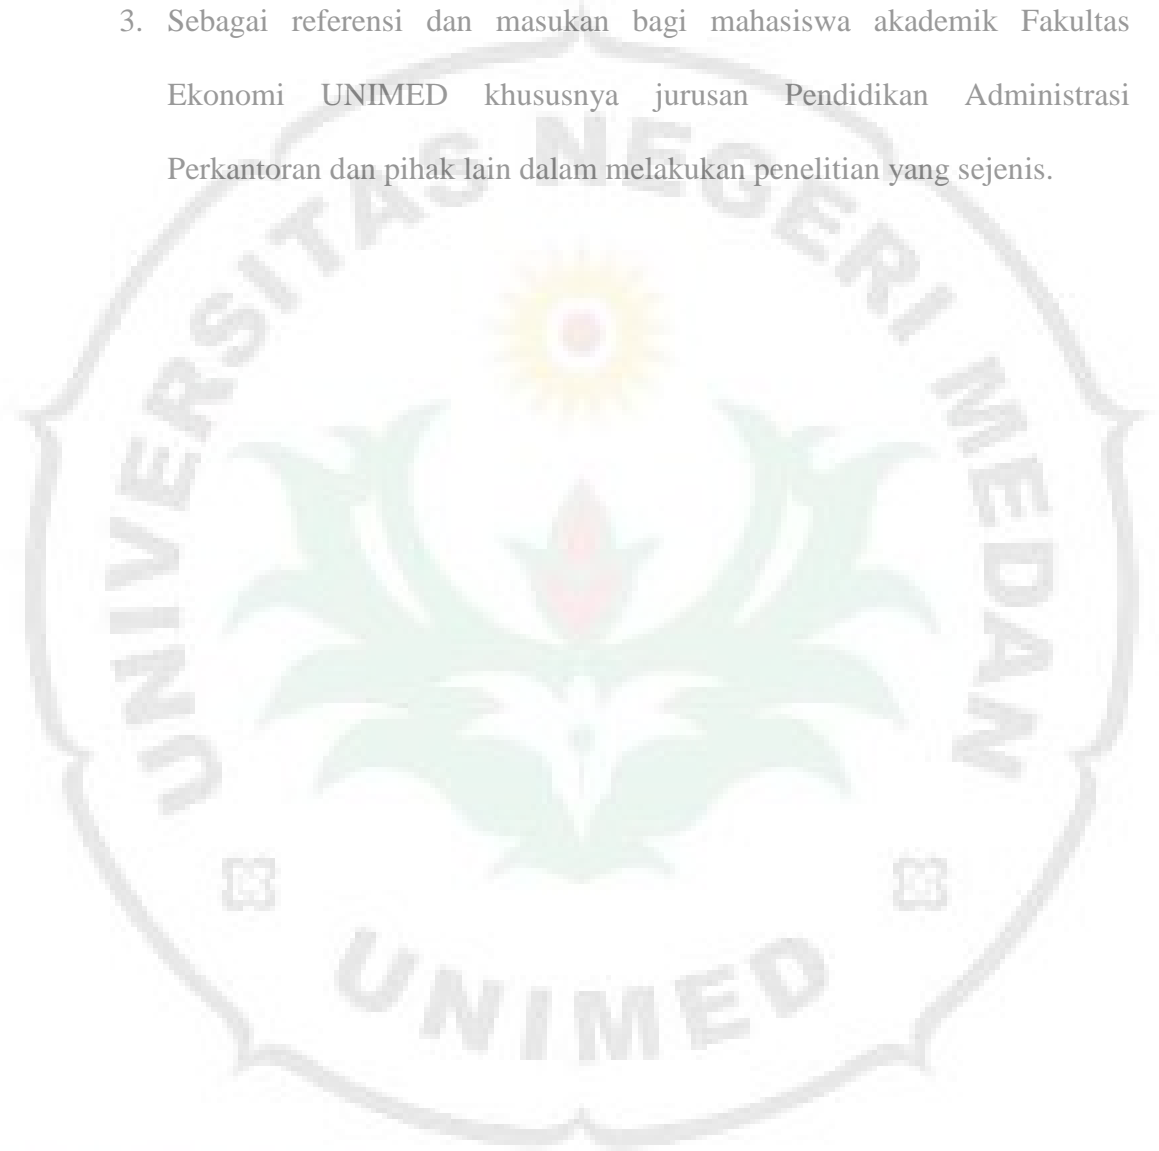 3. Sebagai referensi dan masukan bagi mahasiswa akademik Fakultas
Ekonomi UNIMED khususnya jurusan Pendidikan Administrasi
Perkantoran dan pihak lain dalam melakukan penelitian yang sejenis.
UNIVERSITAS NEGERI MEDAN
UNIMED